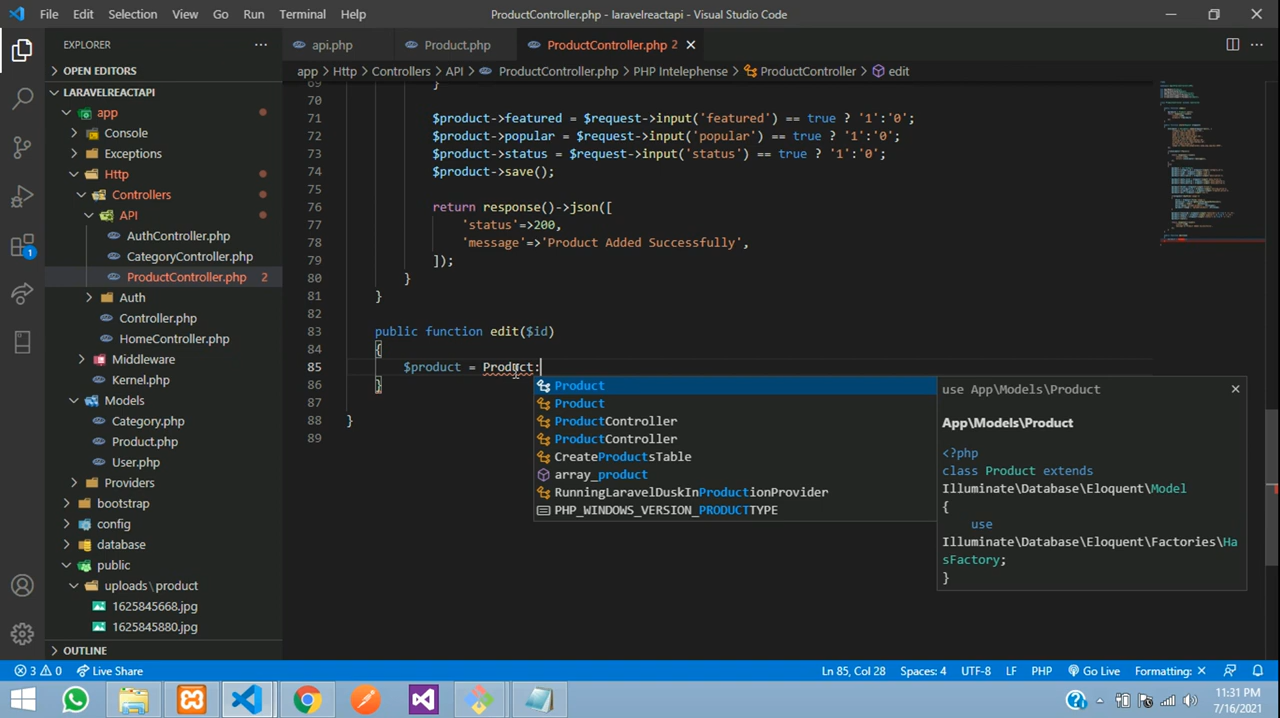 File Edit Selection View Go Run Terminal Help
ProductController.php - laravelreactapi - Visual Studio Code
EXPLORER
OPEN EDITORS
LARAVELREACTAPI
app
Console
Exceptions
Http
Controllers
API
AuthController.php
CategoryController.php
ProductController.php 2
Auth
Controller.php
HomeController.php
Middleware
Kernel.php
Models
Category.php
Product.php
User.php
Providers
bootstrap
config
database
public
uploads\product
1625845668.jpg
1625845880.jpg
OUTLINE
1
api.php Product.php ProductController.php 2
app > Http > Controllers > API > ProductController.php > PHP Intelephense > ProductController > edit
69 }
70
71 $product->featured = $request->input('featured') == true ? '1':'0';
72 $product->popular = $request->input('popular') == true ? '1':'0';
73 $product->status = $request->input('status') == true ? '1':'0';
74 $product->save();
75
76 return response()->json([
77 'status'=>200,
78 'message'=>'Product Added Successfully',
79 ]);
80 }
81 }
82
83 public function edit($id)
84 {
85 $product = Product:
86 }
87
88 }
89
Product
Product
ProductController
ProductController
CreateProductsTable
array_product
RunningLaravelDuskInProductionProvider
PHP_WINDOWS_VERSION_PRODUCTTYPE
use App\Models\Product
App\Models\Product
<?php
class Product extends
Illuminate\Database\Eloquent\Model
{
use
Illuminate\Database\Eloquent\Factories\Ha
sFactory;
}
3 0 Live Share
Ln 85, Col 28 Spaces: 4 UTF-8 LF PHP Go Live Formatting: ×
11:31 PM
7/16/2021